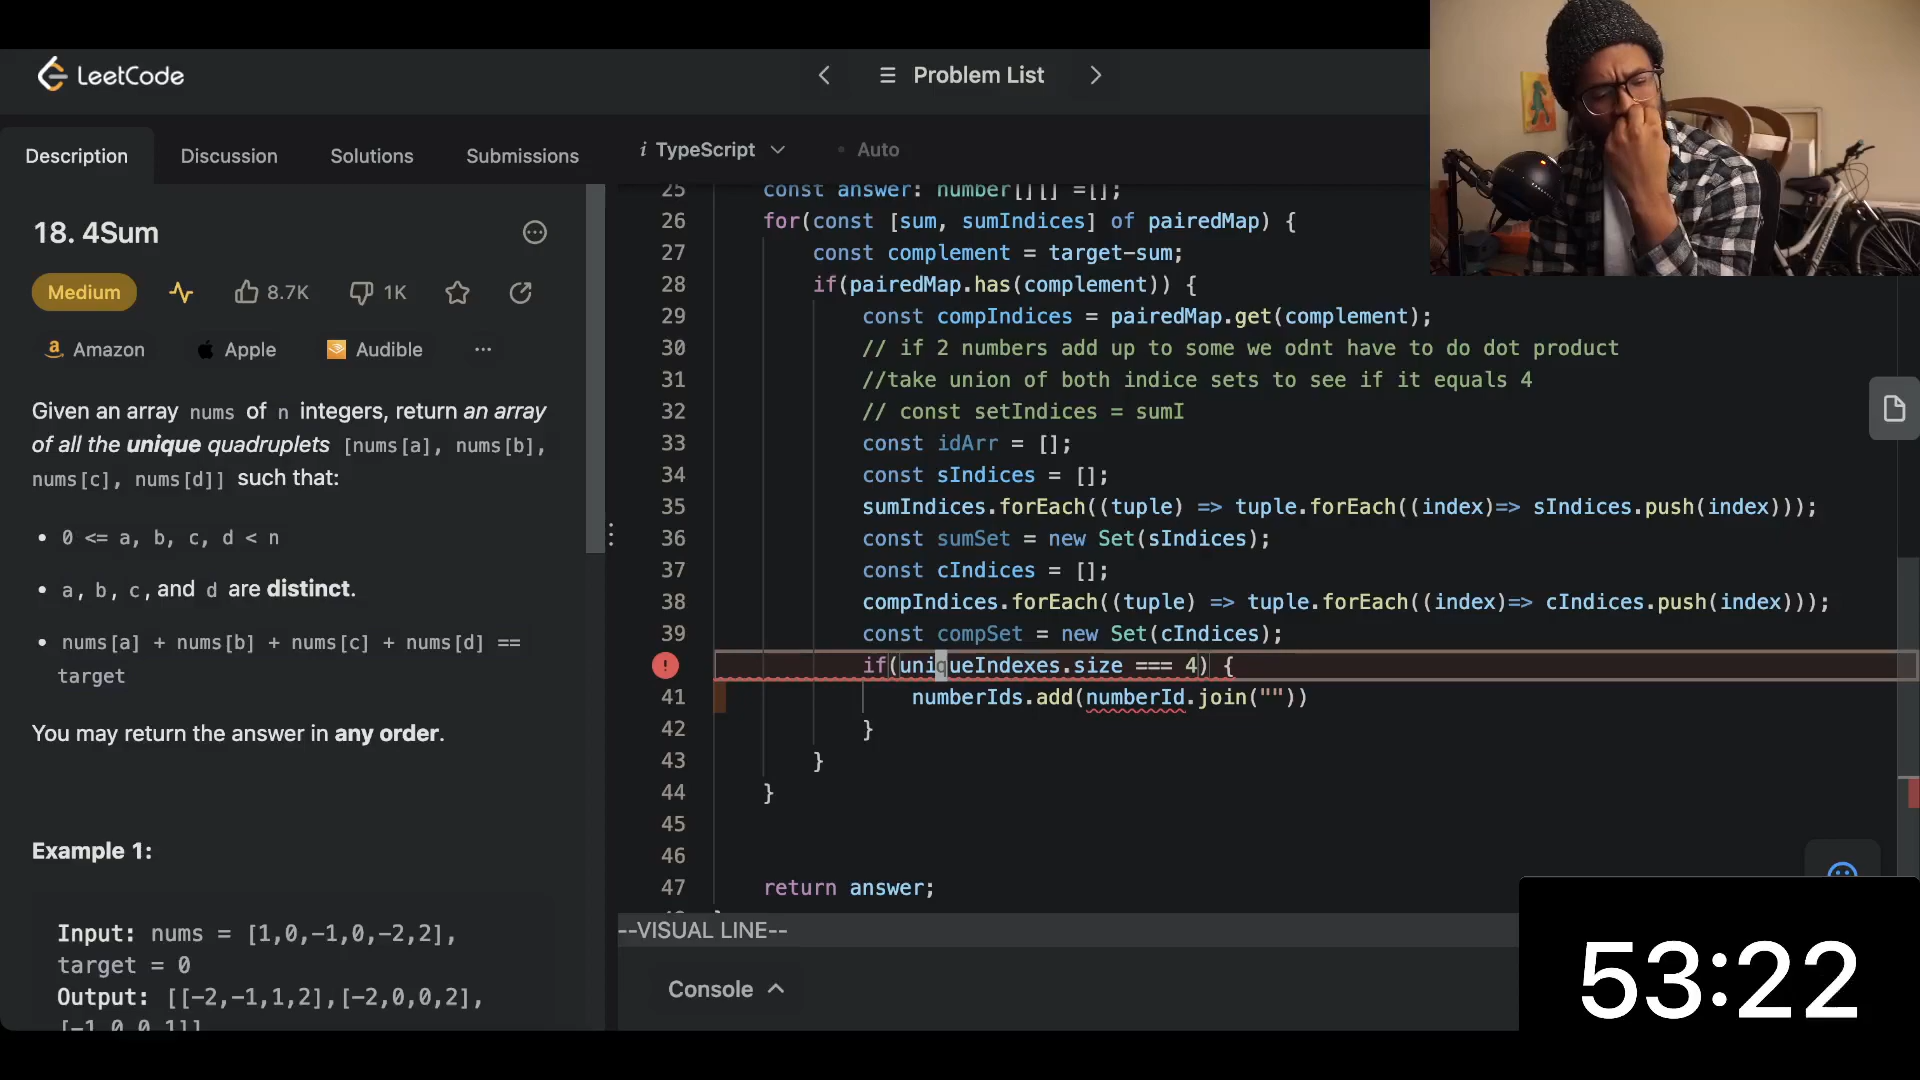 LeetCode
Problem List
Description
Discussion
Solutions
Submissions
i TypeScript
Auto
18. 4Sum
Medium
8.7K
1K
Amazon
Apple
Audible
Given an array nums of n integers, return an array
of all the unique quadruplets [nums[a], nums[b],
nums[c], nums[d]] such that:
• 0 <= a, b, c, d < n
• a, b, c, and d are distinct.
• nums[a] + nums[b] + nums[c] + nums[d] ==
target
You may return the answer in any order.
Example 1:
Input: nums = [1,0,-1,0,-2,2],
target = 0
Output: [[-2,-1,1,2],[-2,0,0,2],
[-1,0,0,1]]
25 const answer: number[][] =[];
26 for(const [sum, sumIndices] of pairedMap) {
27 const complement = target-sum;
28 if(pairedMap.has(complement)) {
29 const compIndices = pairedMap.get(complement);
30 // if 2 numbers add up to some we odnt have to do dot product
31 //take union of both indice sets to see if it equals 4
32 // const setIndices = sumI
33 const idArr = [];
34 const sIndices = [];
35 sumIndices.forEach((tuple) => tuple.forEach((index)=> sIndices.push(index)));
36 const sumSet = new Set(sIndices);
37 const cIndices = [];
38 compIndices.forEach((tuple) => tuple.forEach((index)=> cIndices.push(index)));
39 const compSet = new Set(cIndices);
if(uniqueIndexes.size === 4) {
41 numberIds.add(numberId.join(""))
42 }
43 }
44 }
45
46
47 return answer;
--VISUAL LINE--
Console
53:22